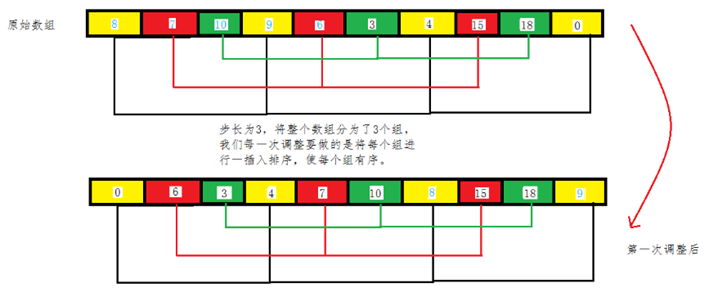 原始数组
8 7 10 9 6 3 4 15 18 0
步长为3，将整个数组分为了3个组，
我们每一次调整要做的是将每个组进
行一插入排序，使每个组有序。
0 6 3 4 7 10 8 15 18 9
第一次调整后